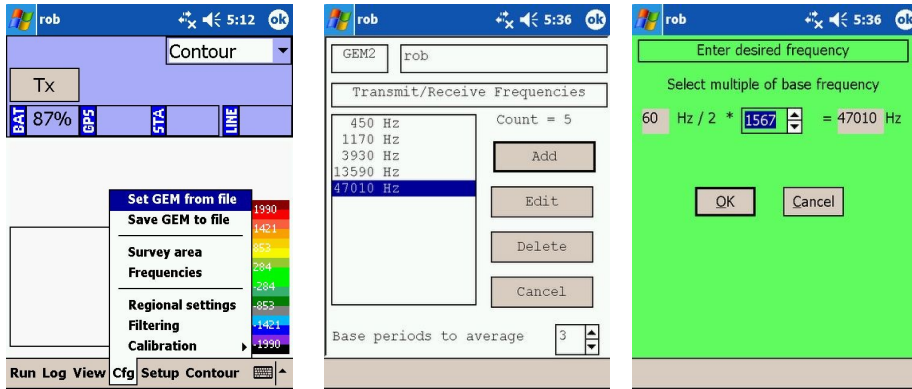 rob 5:12 ok
Contour
Tx
BAT 87% GPS STA LINE
Set GEM from file
Save GEM to file
Survey area
Frequencies
Regional settings
Filtering
Calibration
1990
1421
853
284
-284
-853
-1421
-1990
Run Log View Cfg Setup Contour
rob 5:36 ok
GEM2 rob
Transmit/Receive Frequencies
450 Hz
1170 Hz
3930 Hz
13590 Hz
47010 Hz
Count = 5
Add
Edit
Delete
Cancel
Base periods to average 3
rob 5:36 ok
Enter desired frequency
Select multiple of base frequency
60 Hz / 2 * 1567 = 47010 Hz
OK Cancel